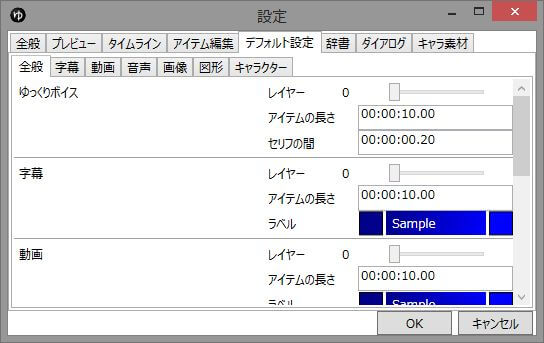 ゆ 設定
全般 プレビュー タイムライン アイテム編集 デフォルト設定 辞書 ダイアログ キャラ素材
全般 字幕 動画 音声 画像 図形 キャラクター
ゆっくりボイス レイヤー 0
アイテムの長さ 00:00:10.00
セリフの間 00:00:00.20
字幕 レイヤー 0
アイテムの長さ 00:00:10.00
ラベル Sample
動画 レイヤー 0
アイテムの長さ 00:00:10.00
ラベル Sample
OK キャンセル